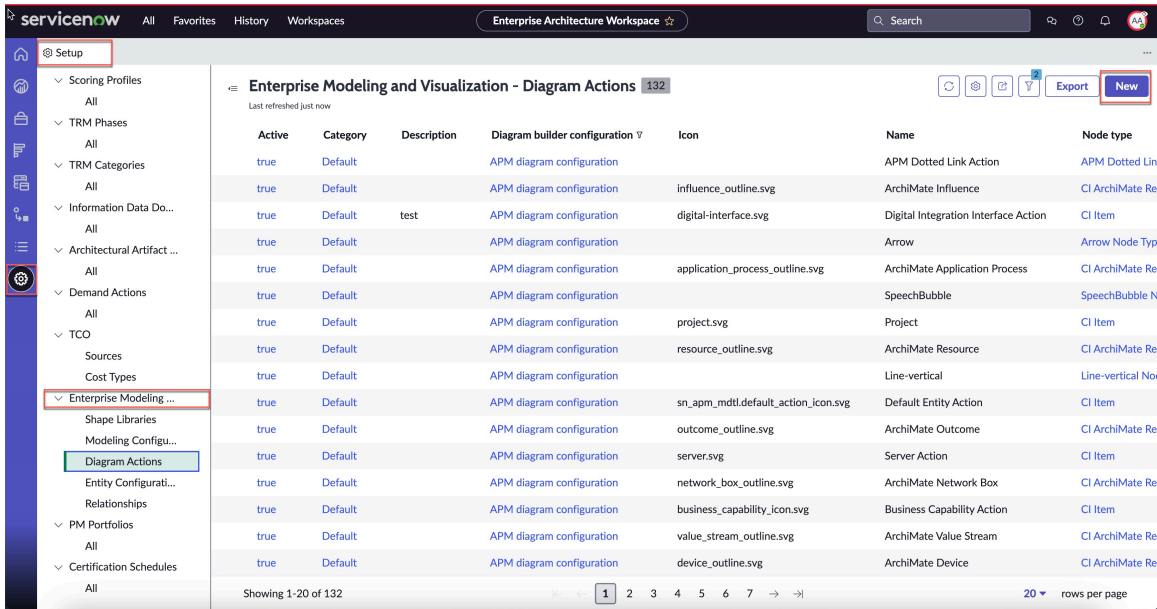 servicenow All Favorites History Workspaces Enterprise Architecture Workspace Search AA
Setup
Scoring Profiles
All
TRM Phases
All
TRM Categories
All
Information Data Do...
All
Architectural Artifact ...
All
Demand Actions
All
TCO
Sources
Cost Types
Enterprise Modeling ...
Shape Libraries
Modeling Configu...
Diagram Actions
Entity Configurati...
Relationships
PM Portfolios
All
Certification Schedules
All
Enterprise Modeling and Visualization - Diagram Actions 132
Last refreshed just now
2
Export New
Active Category Description Diagram builder configuration Icon Name Node type
true Default APM diagram configuration APM Dotted Link Action APM Dotted Lin
true Default APM diagram configuration influence_outline.svg ArchiMate Influence CI ArchiMate Re
true Default test APM diagram configuration digital-interface.svg Digital Integration Interface Action CI Item
true Default APM diagram configuration Arrow Arrow Node Typ
true Default APM diagram configuration application_process_outline.svg ArchiMate Application Process CI ArchiMate Re
true Default APM diagram configuration SpeechBubble SpeechBubble N
true Default APM diagram configuration project.svg Project CI Item
true Default APM diagram configuration resource_outline.svg ArchiMate Resource CI ArchiMate Re
true Default APM diagram configuration Line-vertical Line-vertical No
true Default APM diagram configuration sn_apm_mdtl.default_action_icon.svg Default Entity Action CI Item
true Default APM diagram configuration outcome_outline.svg ArchiMate Outcome CI ArchiMate Re
true Default APM diagram configuration server.svg Server Action CI Item
true Default APM diagram configuration network_box_outline.svg ArchiMate Network Box CI ArchiMate Re
true Default APM diagram configuration business_capability_icon.svg Business Capability Action CI Item
true Default APM diagram configuration value_stream_outline.svg ArchiMate Value Stream CI ArchiMate Re
true Default APM diagram configuration device_outline.svg ArchiMate Device CI ArchiMate Re
Showing 1-20 of 132 1 2 3 4 5 6 7 20 rows per page